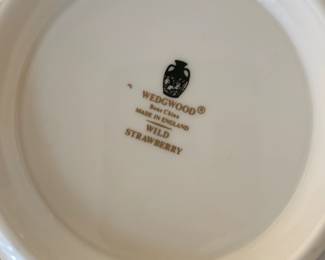 WEDGWOOD®
Bone China
MADE IN ENGLAND
WILD
STRAWBERRY